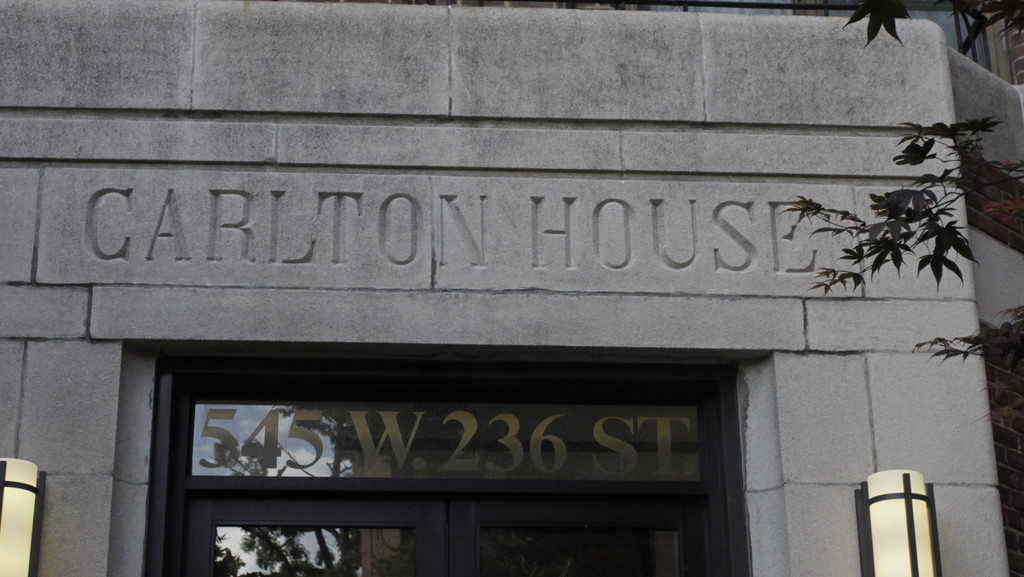 CARLTON HOUSE
545 W. 236 ST.